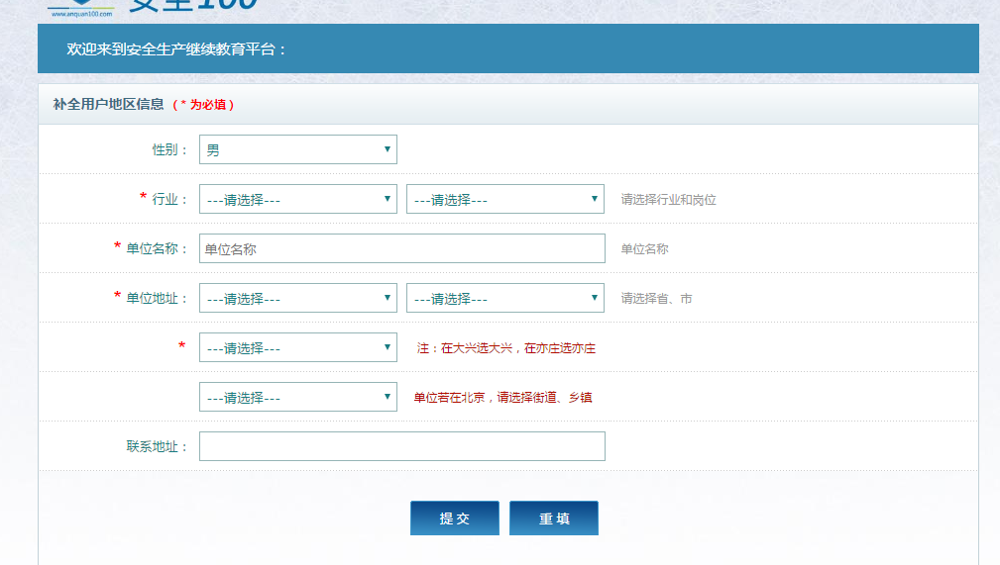 安全100
www.anquan100.com
欢迎来到安全生产继续教育平台：
补全用户地区信息 （* 为必填）
性别： 男
* 行业： ---请选择--- ---请选择--- 请选择行业和岗位
* 单位名称： 单位名称 单位名称
* 单位地址： ---请选择--- ---请选择--- 请选择省、市
* ---请选择--- 注：在大兴选大兴，在亦庄选亦庄
---请选择--- 单位若在北京，请选择街道、乡镇
联系地址：
提 交 重 填